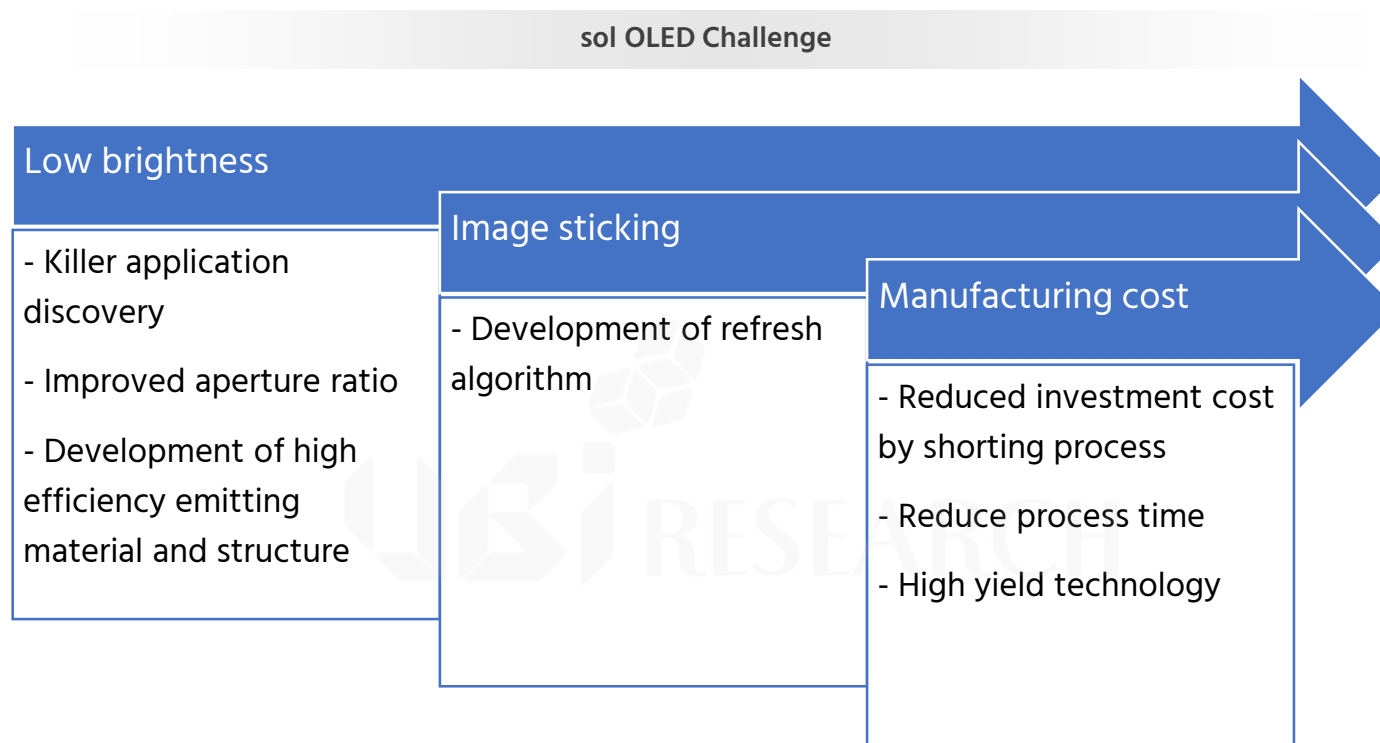 sol OLED Challenge
Low brightness
- Killer application
discovery
- Improved aperture ratio
- Development of high
efficiency emitting
material and structure
Image sticking
- Development of refresh
algorithm
Manufacturing cost
- Reduced investment cost
by shorting process
- Reduce process time
- High yield technology
UBi RESEARCH